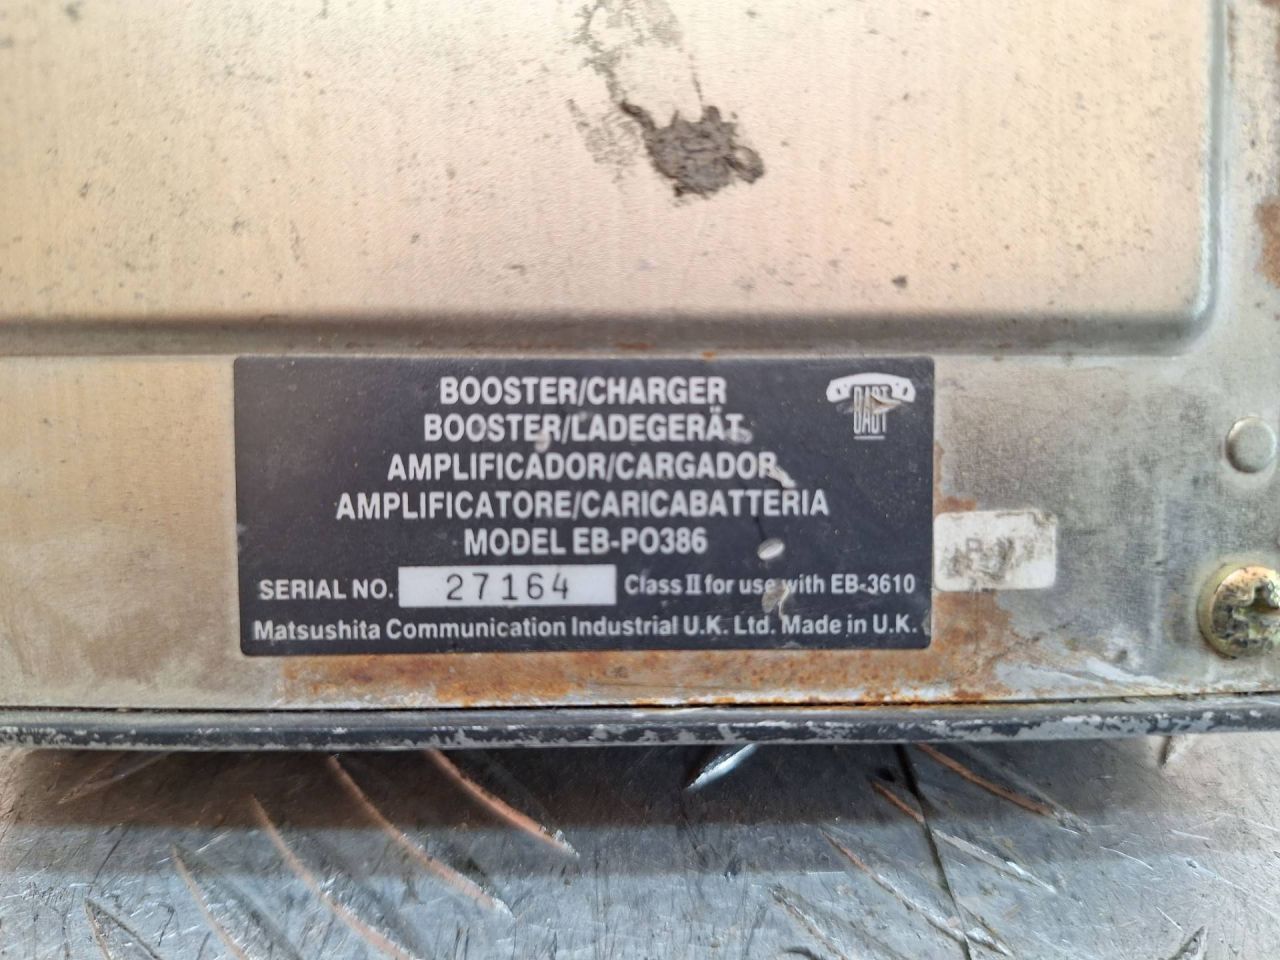 BOOSTER/CHARGER
BABT
BOOSTER/LADEGERÄT
AMPLIFICADOR/CARGADOR
AMPLIFICATORE/CARICABATTERIA
MODEL EB-PO386
SERIAL NO. 27164 Class II for use with EB-3610
Matsushita Communication Industrial U.K. Ltd. Made in U.K.